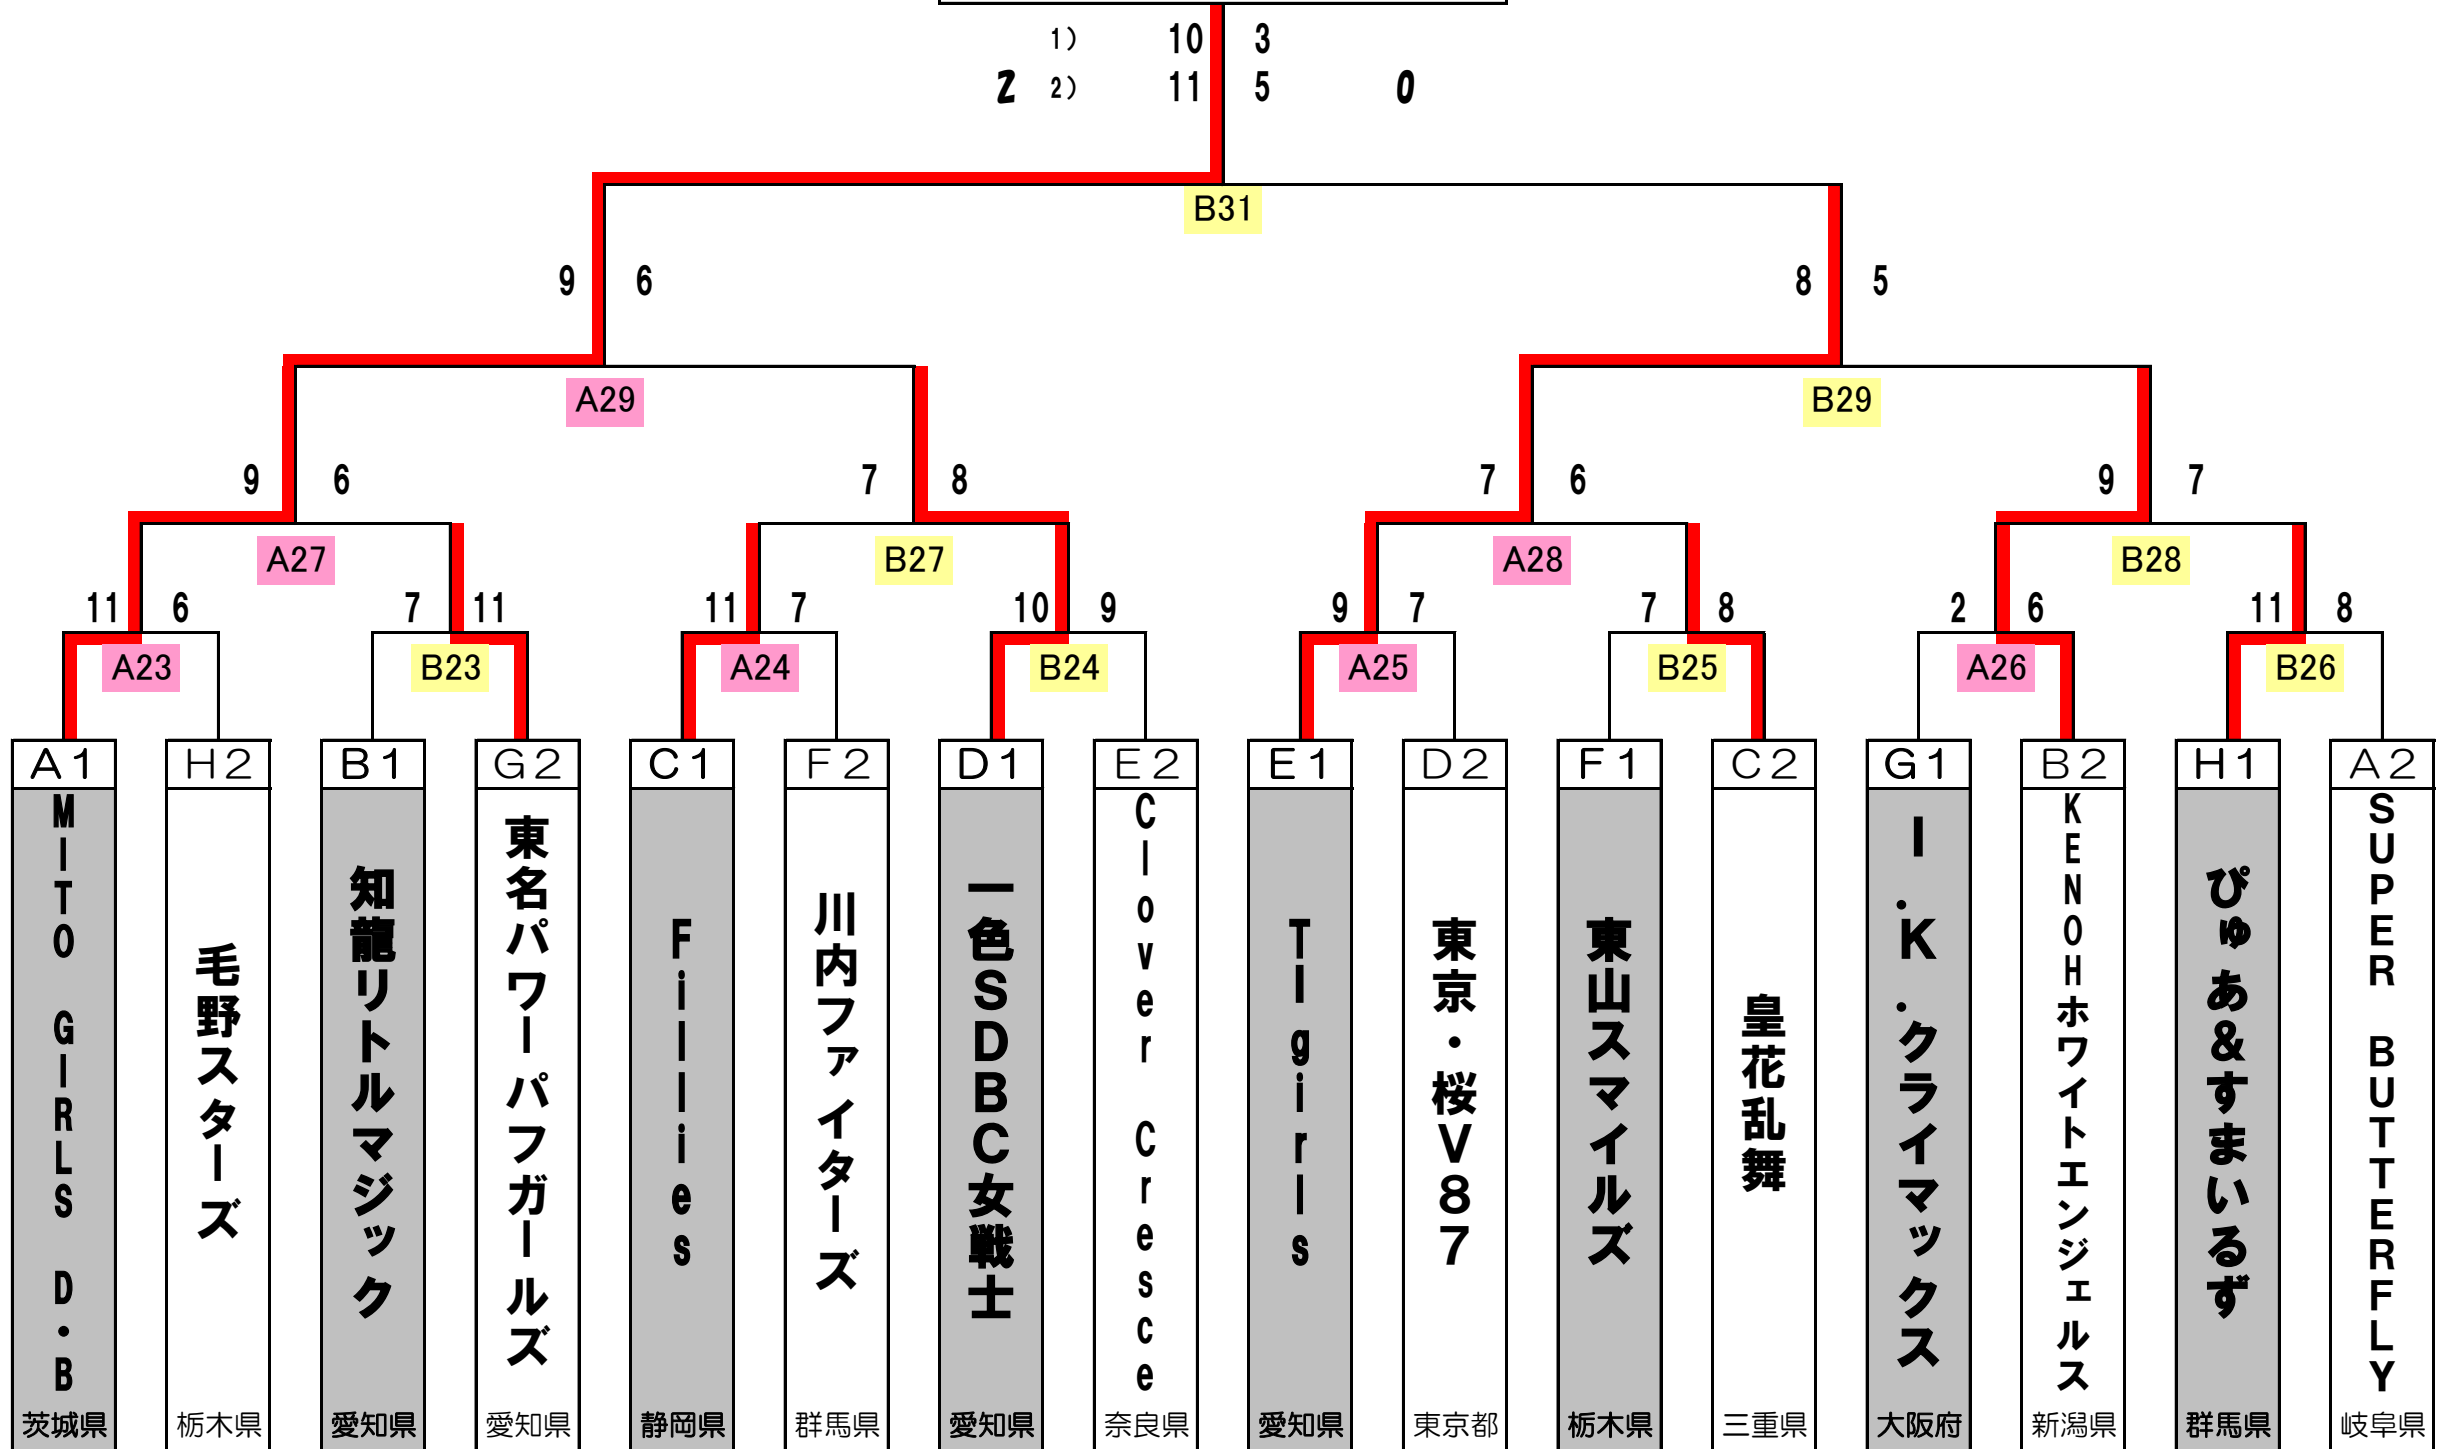 1) 10 3
2 2) 11 5 0
B31
9 6 8 5
A29 B29
9 6 7 8 7 6 9 7
A27 B27 A28 B28
11 6 7 11 11 7 10 9 9 7 7 8 2 6 11 8
A23 B23 A24 B24 A25 B25 A26 B26
A1 H2 B1 G2 C1 F2 D1 E2 E1 D2 F1 C2 G1 B2 H1 A2
MITO GIRLS D・B
毛野スターズ
知龍リトルマジック
東名パワーパフガールズ
Fillies
川内ファイターズ
一色SDBC女戦士
Clover Cresce
TIgirls
東京・桜V87
東山スマイルズ
皇花乱舞
I.K.クライマックス
KENOHホワイトエンジェルス
ぴゅあ&すまいるず
SUPER BUTTERFLY
茨城県 栃木県 愛知県 愛知県 静岡県 群馬県 愛知県 奈良県 愛知県 東京都 栃木県 三重県 大阪府 新潟県 群馬県 岐阜県